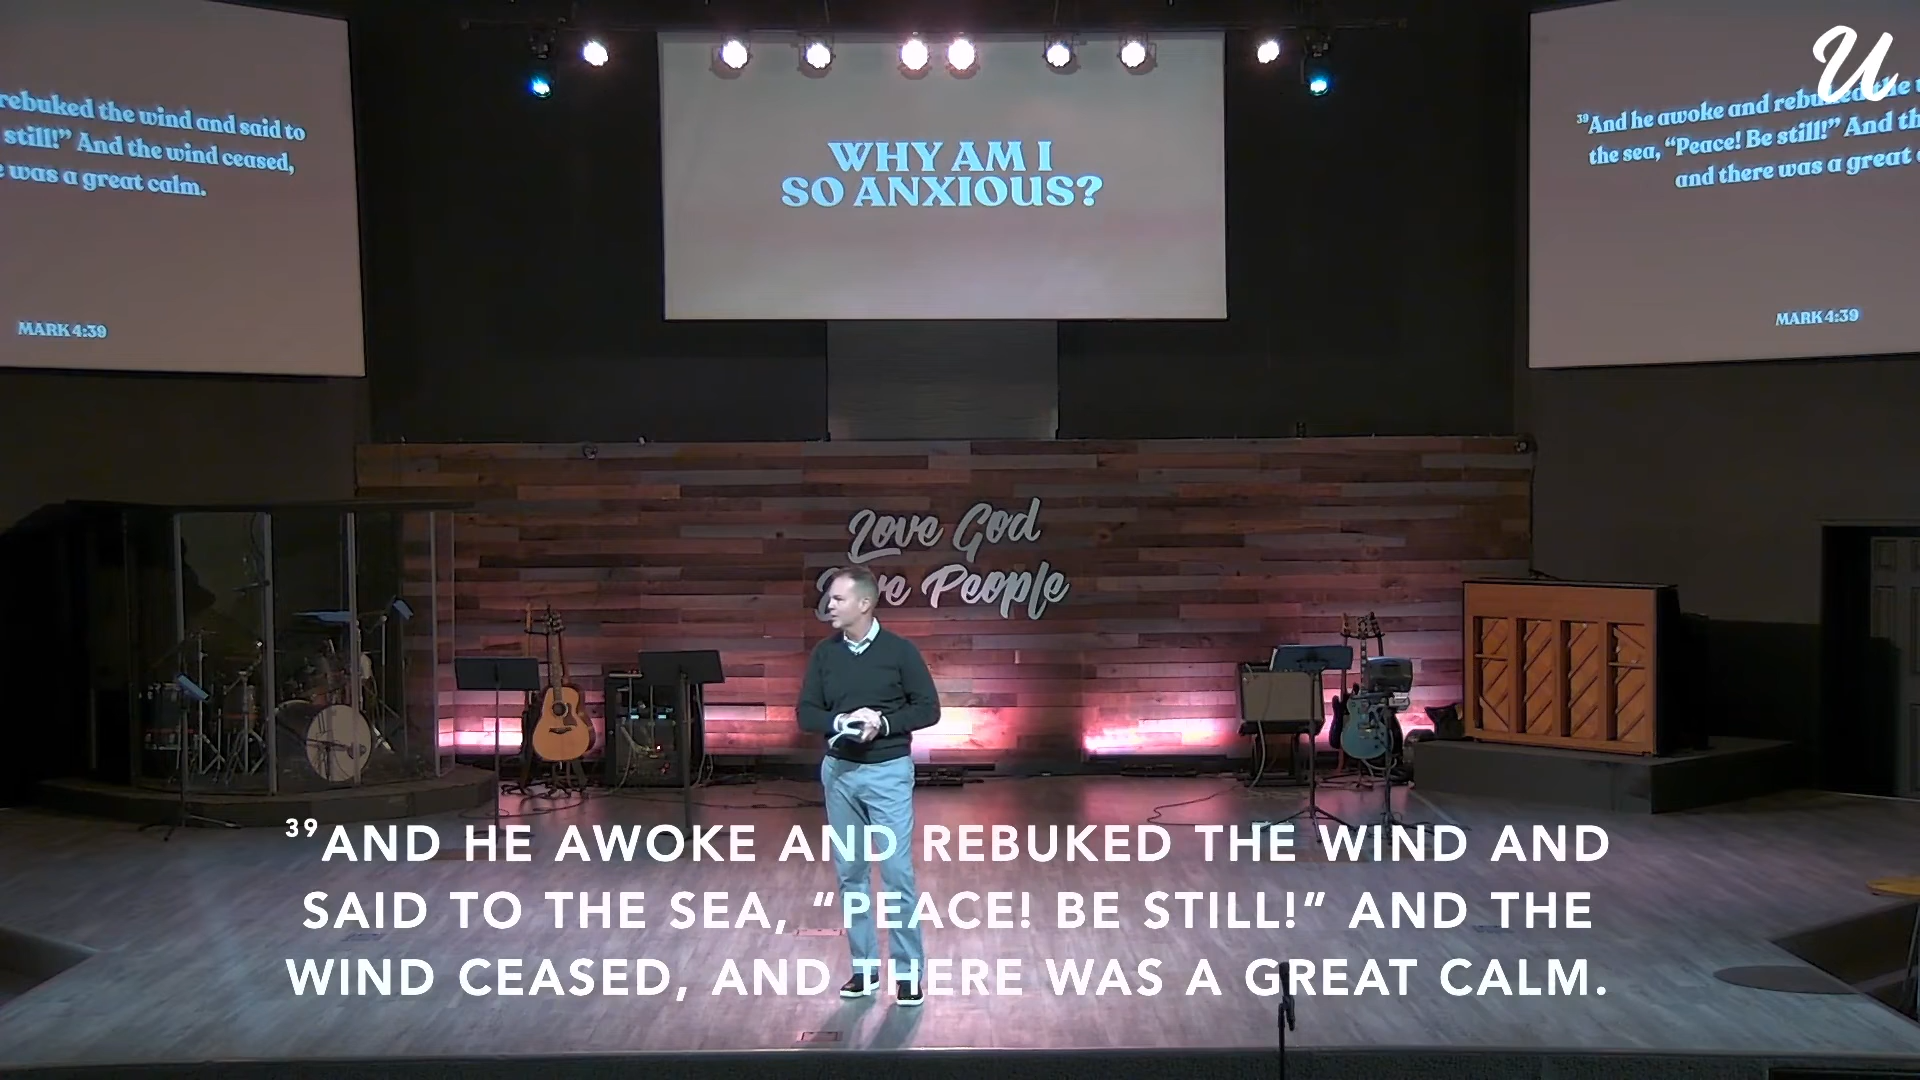 rebuked the wind and said to
still!” And the wind ceased,
was a great calm.
MARK 4:39
WHY AM I
SO ANXIOUS?
U
³⁹And he awoke and rebuked the
the sea, “Peace! Be still!” And
and there was a great
MARK 4:39
Love God
People
³⁹AND HE AWOKE AND REBUKED THE WIND AND
SAID TO THE SEA, “PEACE! BE STILL!” AND THE
WIND CEASED, AND THERE WAS A GREAT CALM.